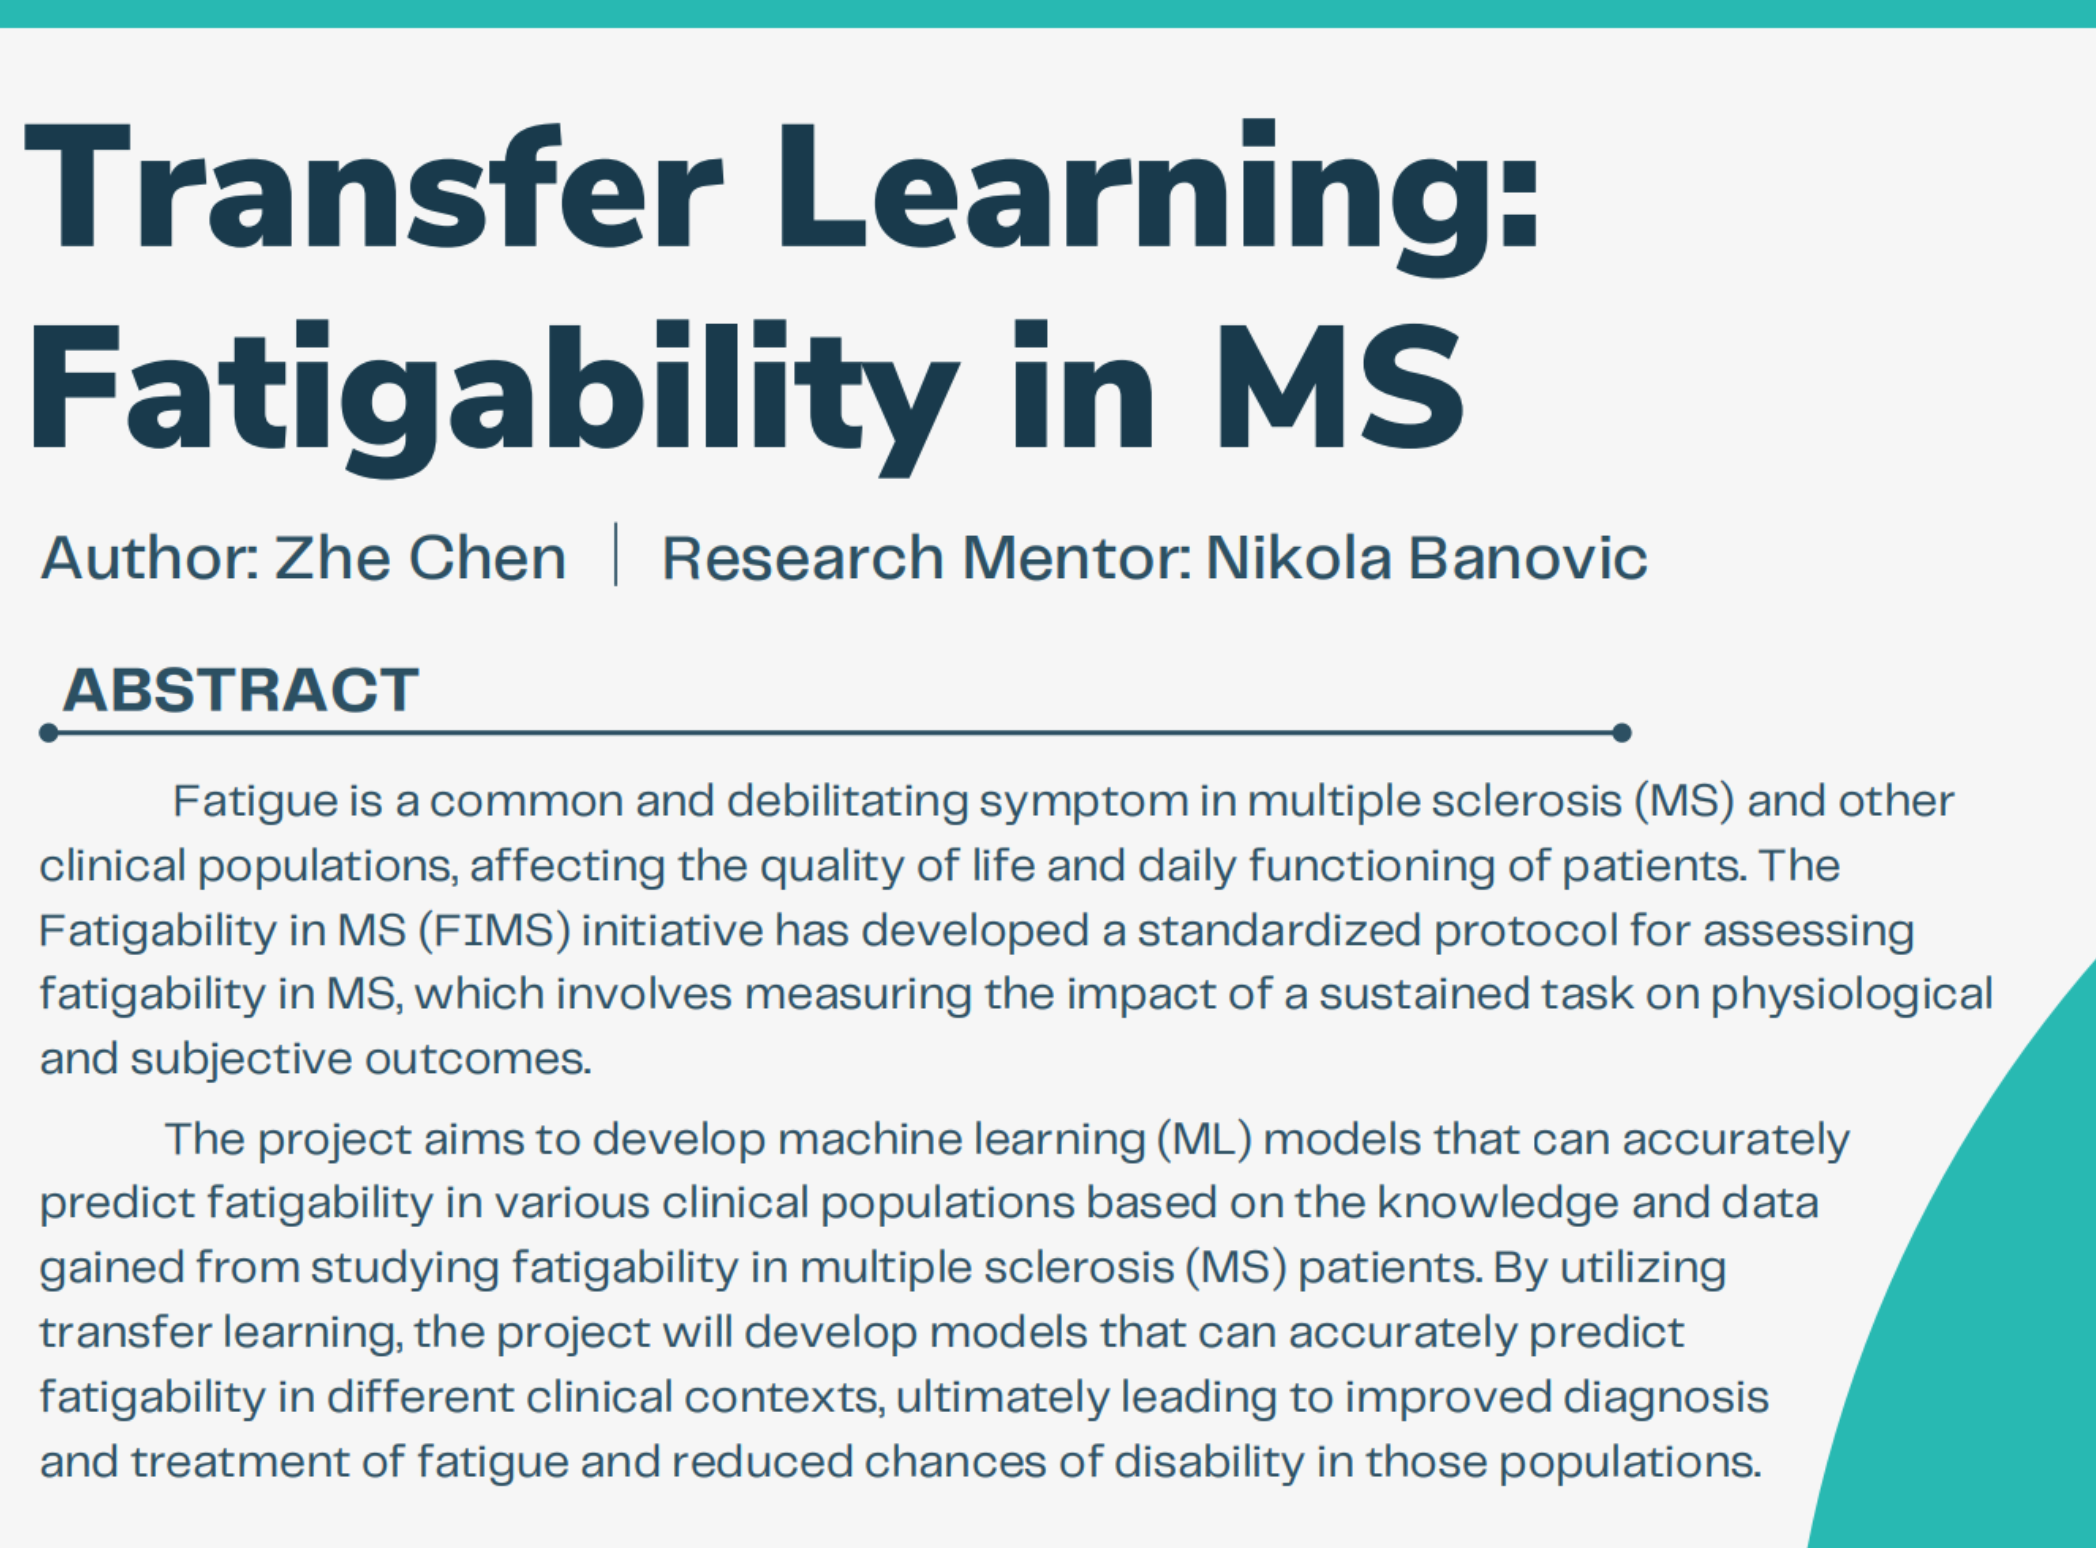 Transfer Learning:
Fatigability in MS
Author: Zhe Chen | Research Mentor: Nikola Banovic
ABSTRACT
Fatigue is a common and debilitating symptom in multiple sclerosis (MS) and other
clinical populations, affecting the quality of life and daily functioning of patients. The
Fatigability in MS (FIMS) initiative has developed a standardized protocol for assessing
fatigability in MS, which involves measuring the impact of a sustained task on physiological
and subjective outcomes.
The project aims to develop machine learning (ML) models that can accurately
predict fatigability in various clinical populations based on the knowledge and data
gained from studying fatigability in multiple sclerosis (MS) patients. By utilizing
transfer learning, the project will develop models that can accurately predict
fatigability in different clinical contexts, ultimately leading to improved diagnosis
and treatment of fatigue and reduced chances of disability in those populations.